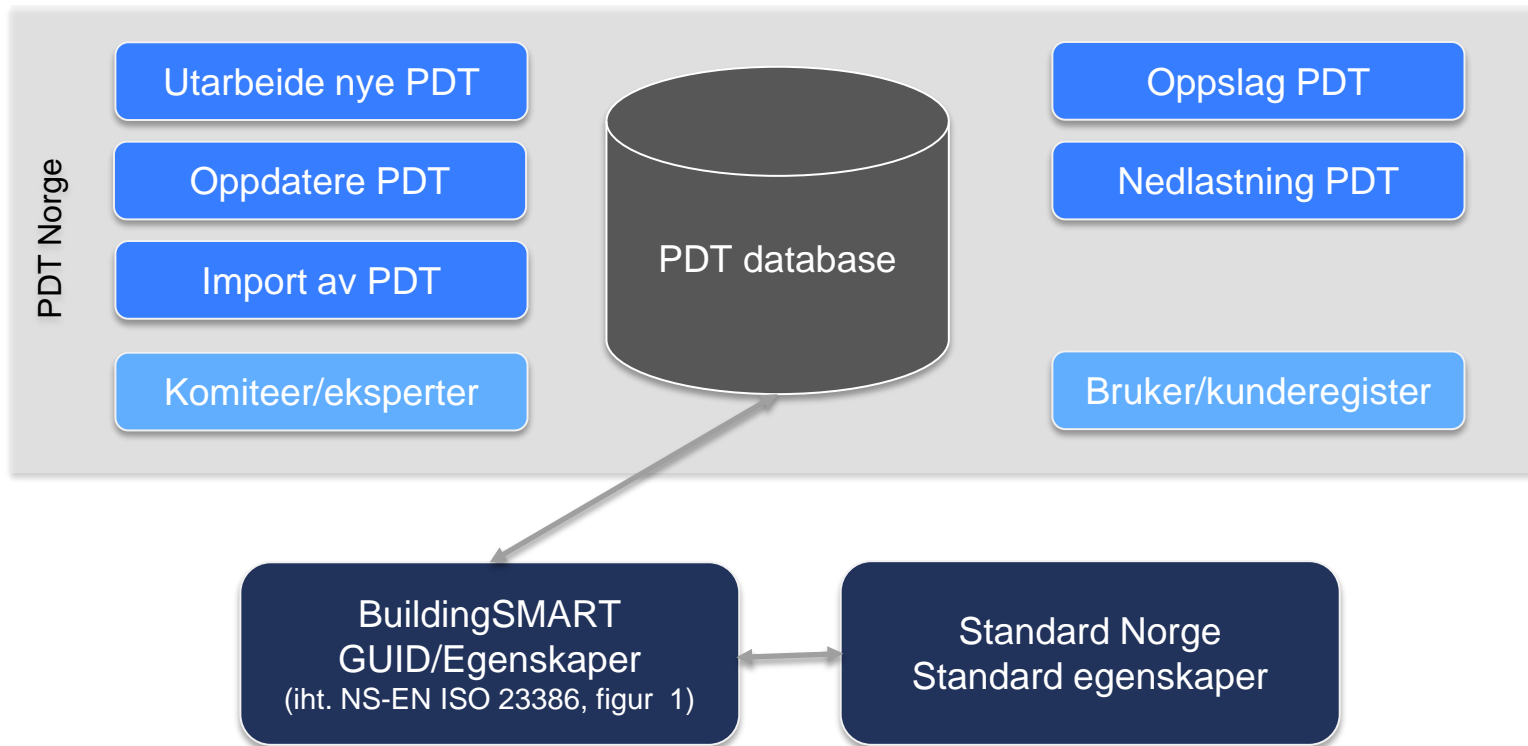 PDT Norge
Utarbeide nye PDT
Oppdatere PDT
Import av PDT
Komiteer/eksperter
PDT database
Oppslag PDT
Nedlastning PDT
Bruker/kunderegister
BuildingSMART
GUID/Egenskaper
(iht. NS-EN ISO 23386, figur 1)
Standard Norge
Standard egenskaper